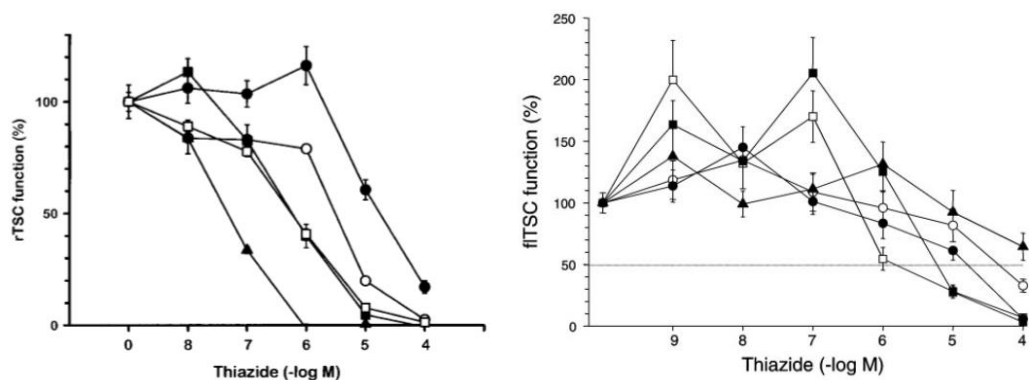 rTSC function (%)
100
50
0
0 8 7 6 5 4
Thiazide (-log M)
flTSC function (%)
250
200
150
100
50
0
9 8 7 6 5 4
Thiazide (-log M)